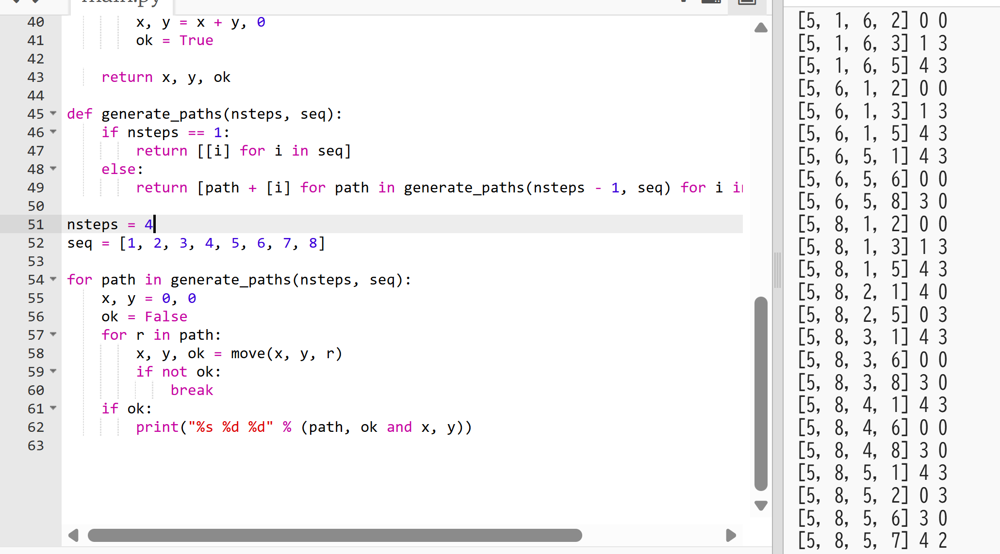 main.py
40 x, y = x + y, 0
41 ok = True
42
43 return x, y, ok
44
45 def generate_paths(nsteps, seq):
46 if nsteps == 1:
47 return [[i] for i in seq]
48 else:
49 return [path + [i] for path in generate_paths(nsteps - 1, seq) for i
50
51 nsteps = 4
52 seq = [1, 2, 3, 4, 5, 6, 7, 8]
53
54 for path in generate_paths(nsteps, seq):
55 x, y = 0, 0
56 ok = False
57 for r in path:
58 x, y, ok = move(x, y, r)
59 if not ok:
60 break
61 if ok:
62 print("%s %d %d" % (path, ok and x, y))
63
[5, 1, 6, 2] 0 0
[5, 1, 6, 3] 1 3
[5, 1, 6, 5] 4 3
[5, 6, 1, 2] 0 0
[5, 6, 1, 3] 1 3
[5, 6, 1, 5] 4 3
[5, 6, 5, 1] 4 3
[5, 6, 5, 6] 0 0
[5, 6, 5, 8] 3 0
[5, 8, 1, 2] 0 0
[5, 8, 1, 3] 1 3
[5, 8, 1, 5] 4 3
[5, 8, 2, 1] 4 0
[5, 8, 2, 5] 0 3
[5, 8, 3, 1] 4 3
[5, 8, 3, 6] 0 0
[5, 8, 3, 8] 3 0
[5, 8, 4, 1] 4 3
[5, 8, 4, 6] 0 0
[5, 8, 4, 8] 3 0
[5, 8, 5, 1] 4 3
[5, 8, 5, 2] 0 3
[5, 8, 5, 6] 3 0
[5, 8, 5, 7] 4 2